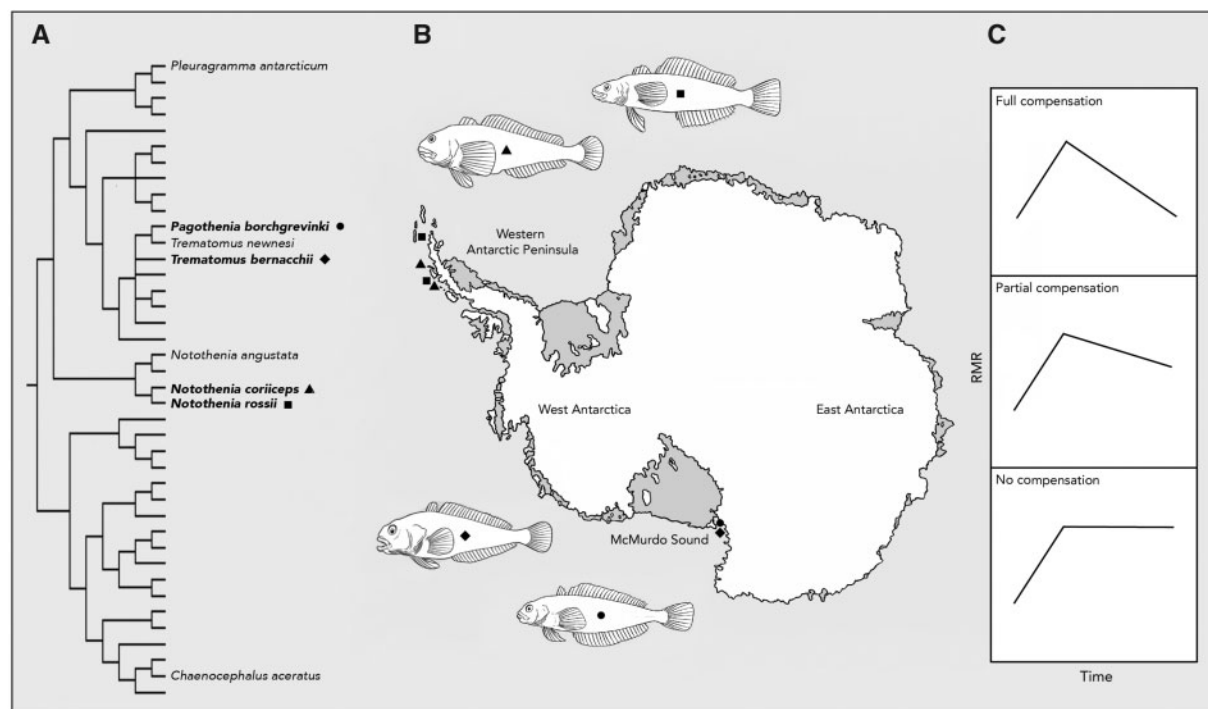 A
Pleuragramma antarcticum
Pagothenia borchgrevinki
Trematomus newnesi
Trematomus bernacchii
Notothenia angustata
Notothenia coriiceps
Notothenia rossii
Chaenocephalus aceratus
B
Western
Antarctic Peninsula
West Antarctica
East Antarctica
McMurdo Sound
C
Full compensation
Partial compensation
No compensation
RMR
Time